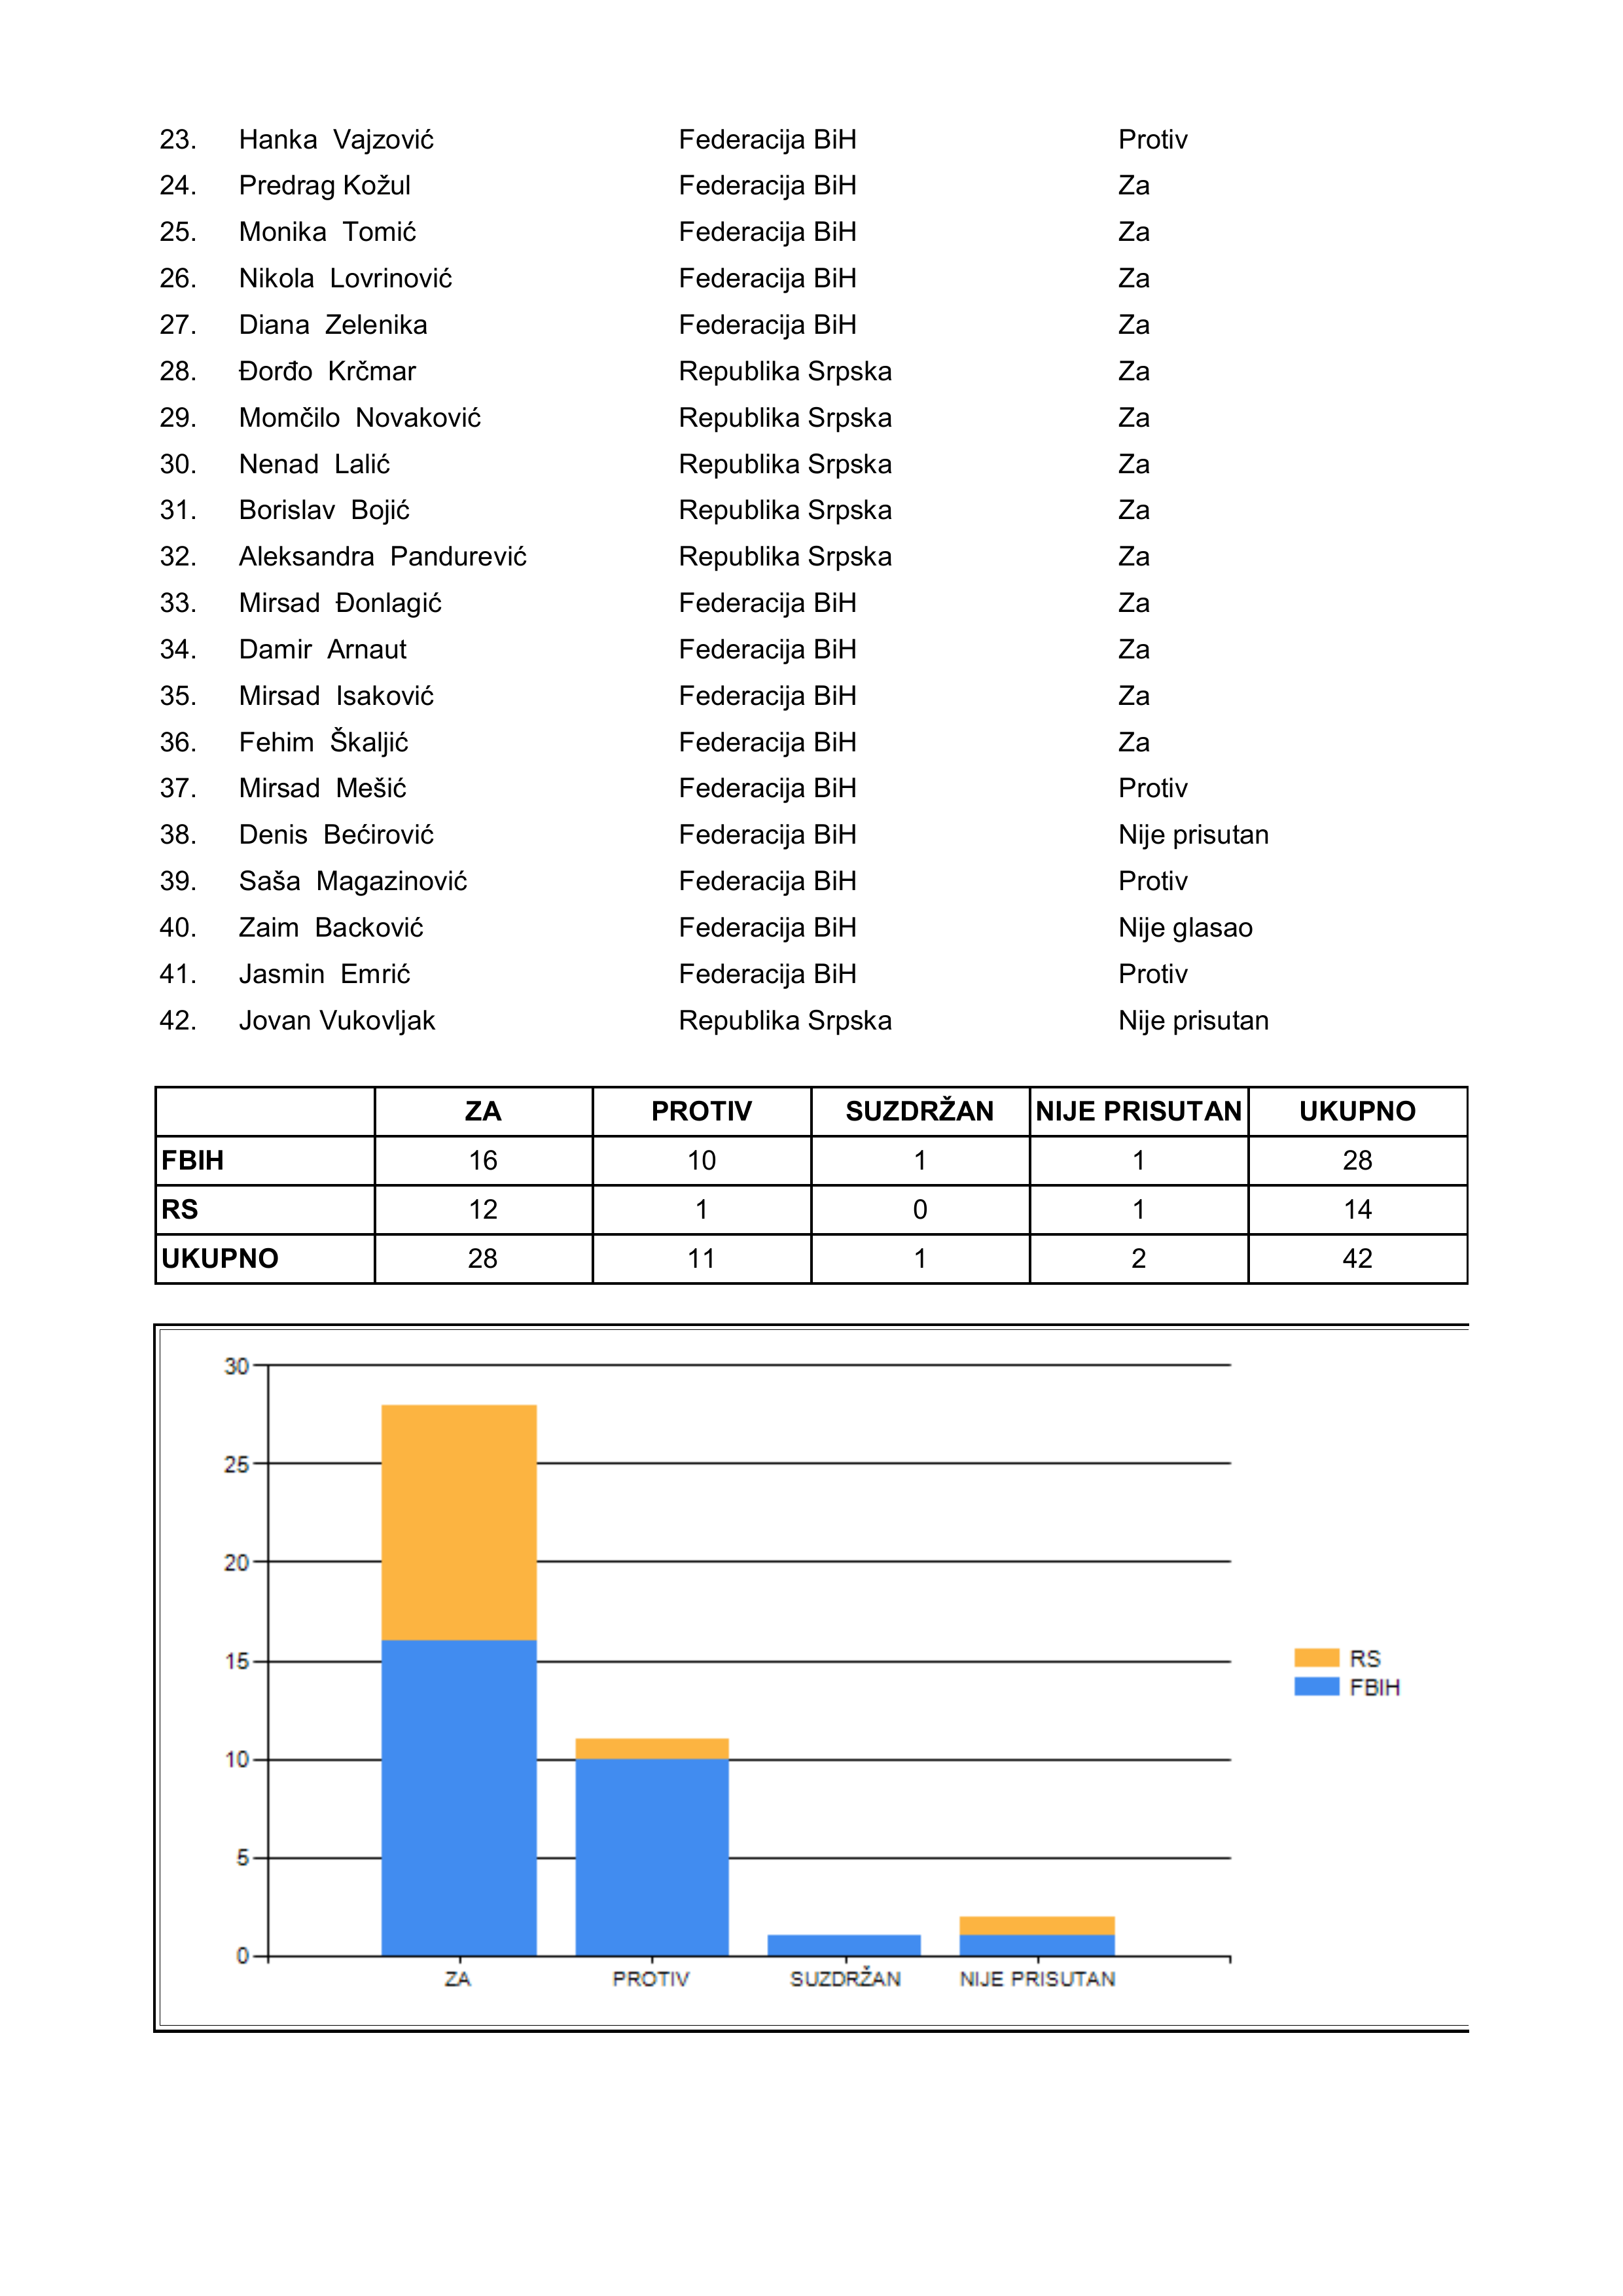 23. Hanka Vajzović Federacija BiH Protiv
24. Predrag Kožul Federacija BiH Za
25. Monika Tomić Federacija BiH Za
26. Nikola Lovrinović Federacija BiH Za
27. Diana Zelenika Federacija BiH Za
28. Đorđo Krčmar Republika Srpska Za
29. Momčilo Novaković Republika Srpska Za
30. Nenad Lalić Republika Srpska Za
31. Borislav Bojić Republika Srpska Za
32. Aleksandra Pandurević Republika Srpska Za
33. Mirsad Đonlagić Federacija BiH Za
34. Damir Arnaut Federacija BiH Za
35. Mirsad Isaković Federacija BiH Za
36. Fehim Škaljić Federacija BiH Za
37. Mirsad Mešić Federacija BiH Protiv
38. Denis Bećirović Federacija BiH Nije prisutan
39. Saša Magazinović Federacija BiH Protiv
40. Zaim Backović Federacija BiH Nije glasao
41. Jasmin Emrić Federacija BiH Protiv
42. Jovan Vukovljak Republika Srpska Nije prisutan
ZA PROTIV SUZDRŽAN NIJE PRISUTAN UKUPNO
FBIH 16 10 1 1 28
RS 12 1 0 1 14
UKUPNO 28 11 1 2 42
30
25
20
15
10
5
0
ZA PROTIV SUZDRŽAN NIJE PRISUTAN
RS
FBIH